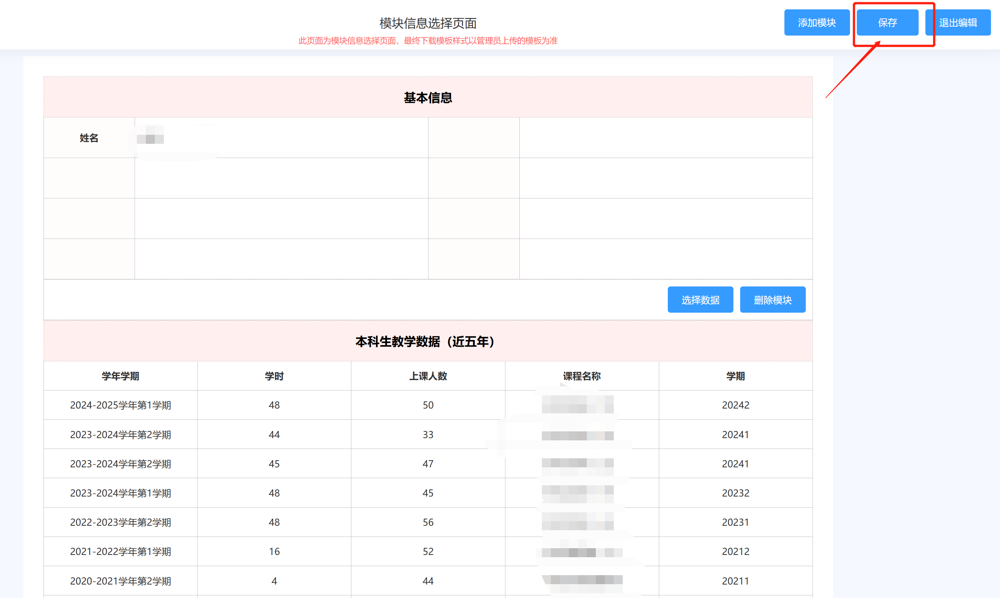 模块信息选择页面
此页面为模块信息选择页面，最终下载模板样式以管理员上传的模板为准
添加模块 保存 退出编辑
基本信息
姓名
选择数据 删除模块
本科生教学数据（近五年）
学年学期 学时 上课人数 课程名称 学期
2024-2025学年第1学期 48 50 20242
2023-2024学年第2学期 44 33 20241
2023-2024学年第2学期 45 47 20241
2023-2024学年第1学期 48 45 20232
2022-2023学年第2学期 48 56 20231
2021-2022学年第1学期 16 52 20212
2020-2021学年第2学期 4 44 20211